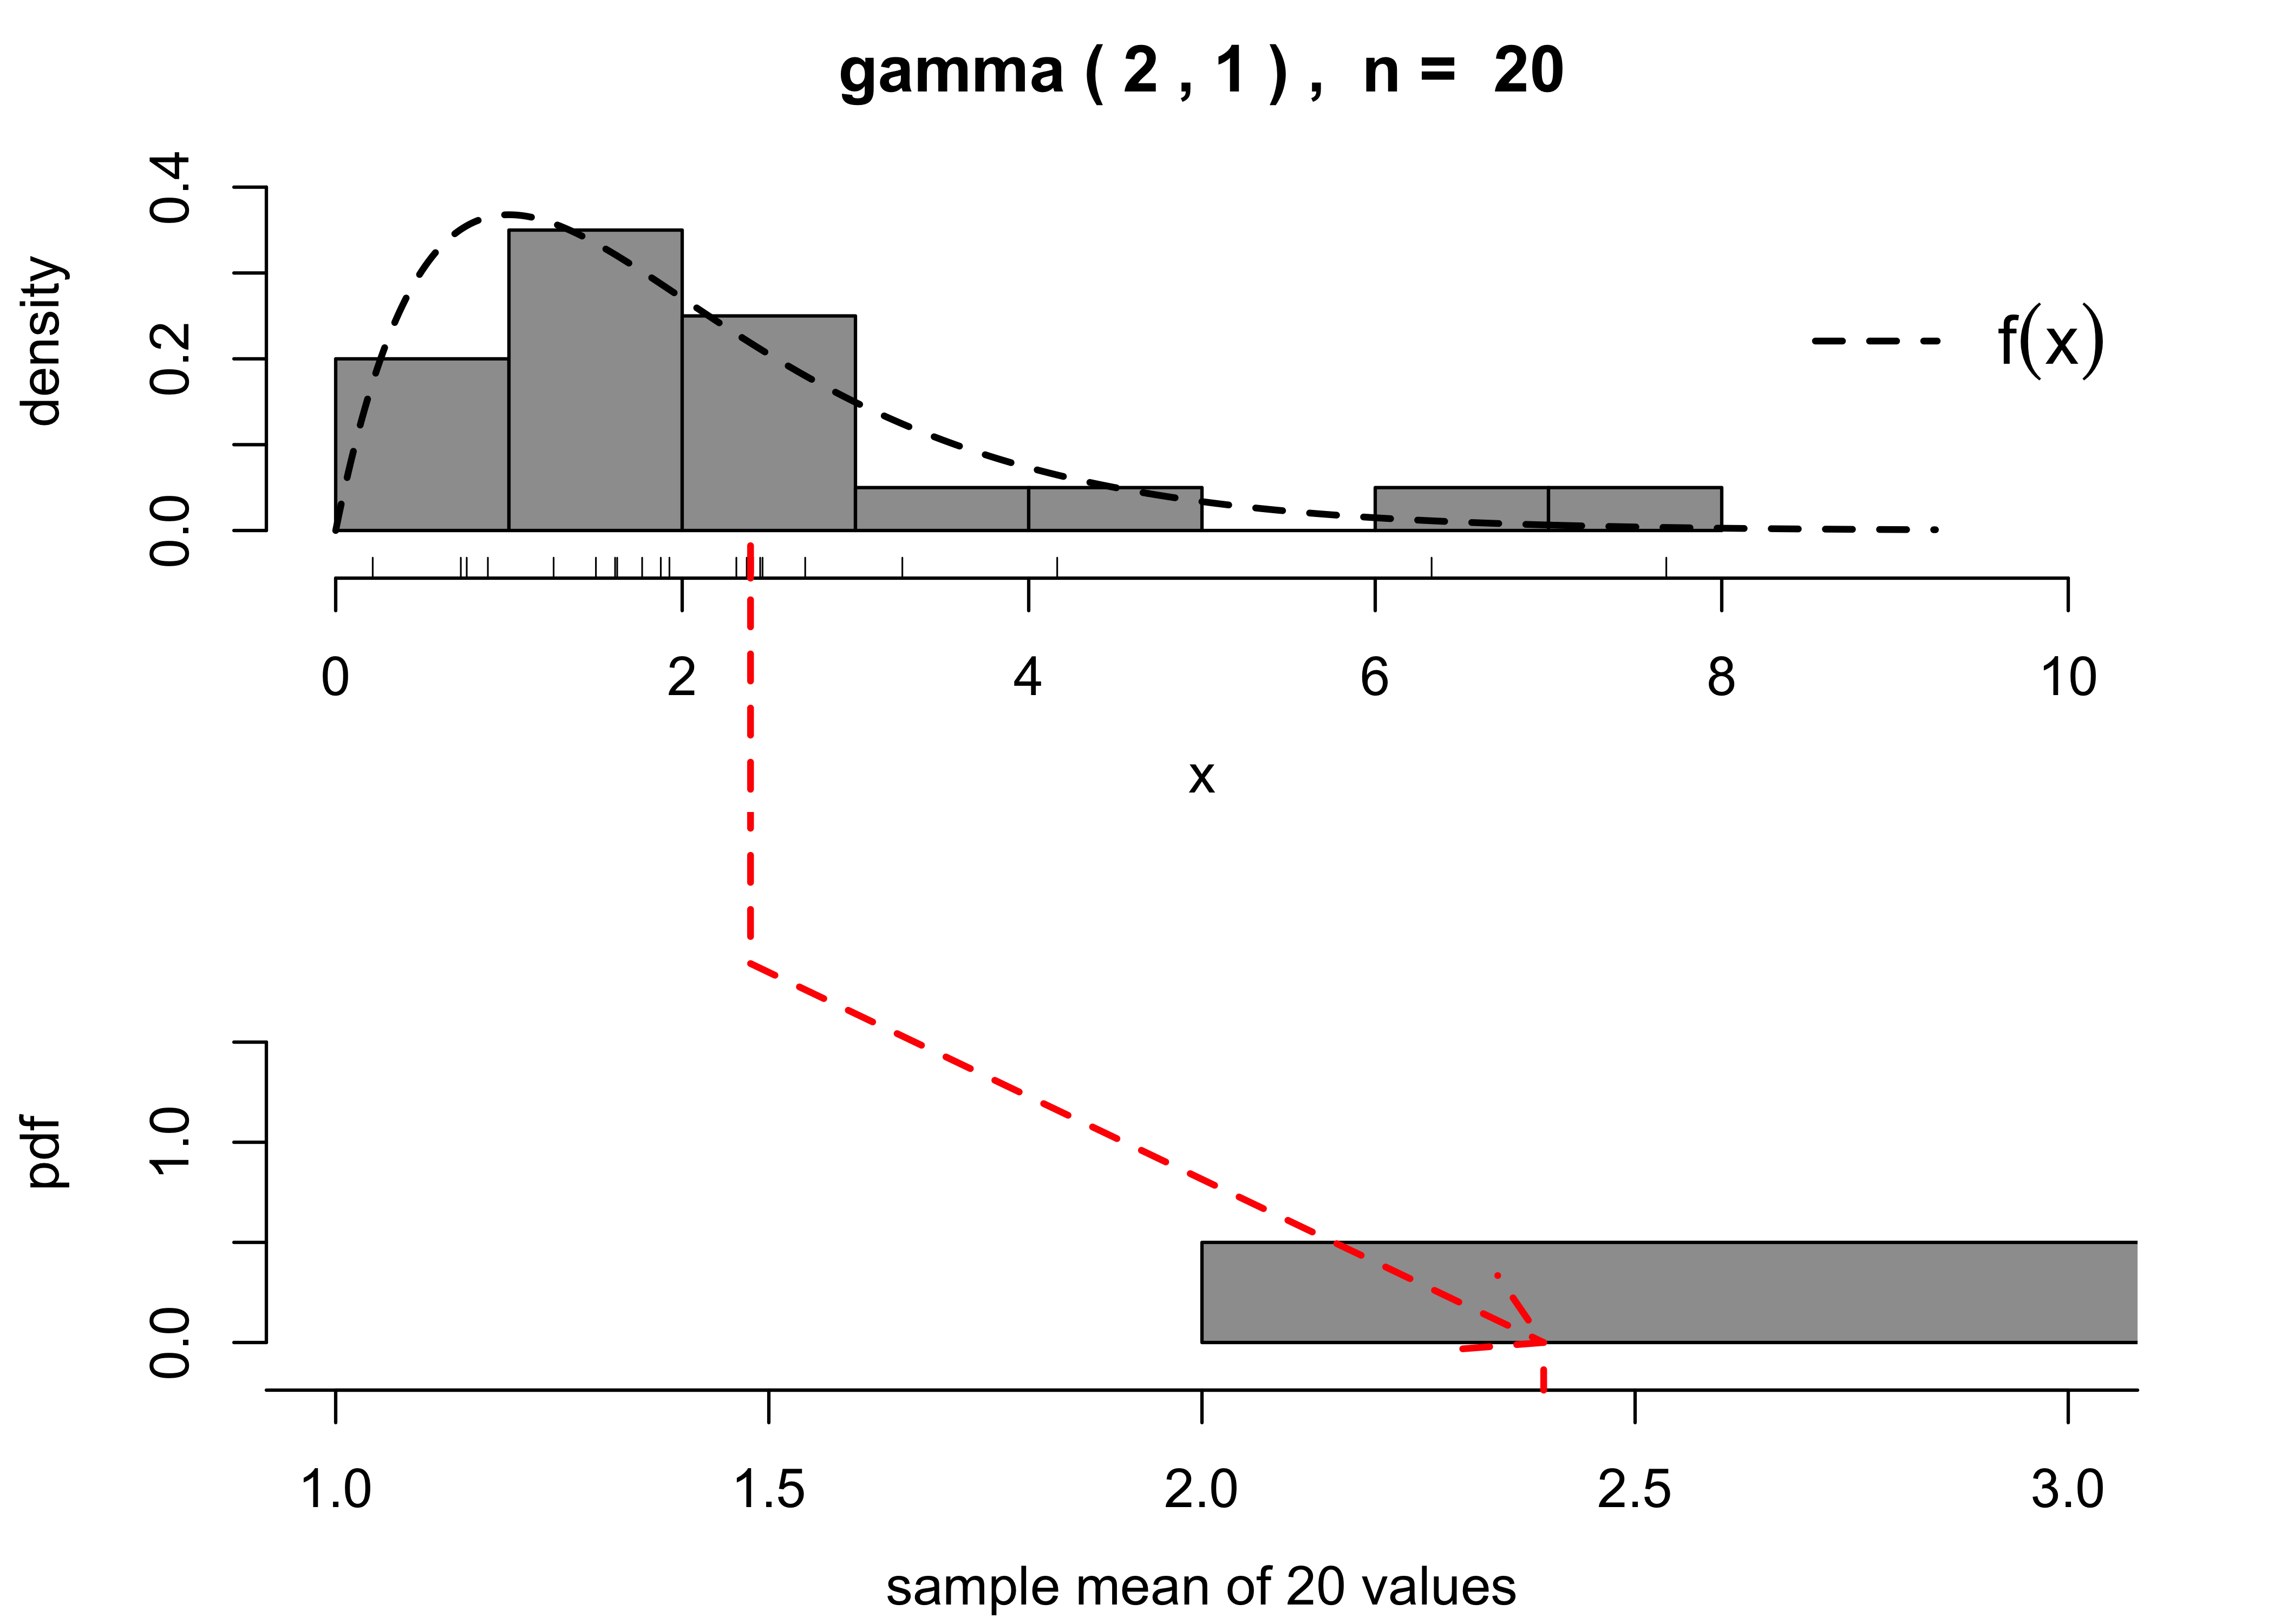 gamma ( 2 , 1 ) ,  n =  20
density
0.0 0.2 0.4
f(x)
0 2 4 6 8 10
x
pdf
0.0 1.0
1.0 1.5 2.0 2.5 3.0
sample mean of 20 values